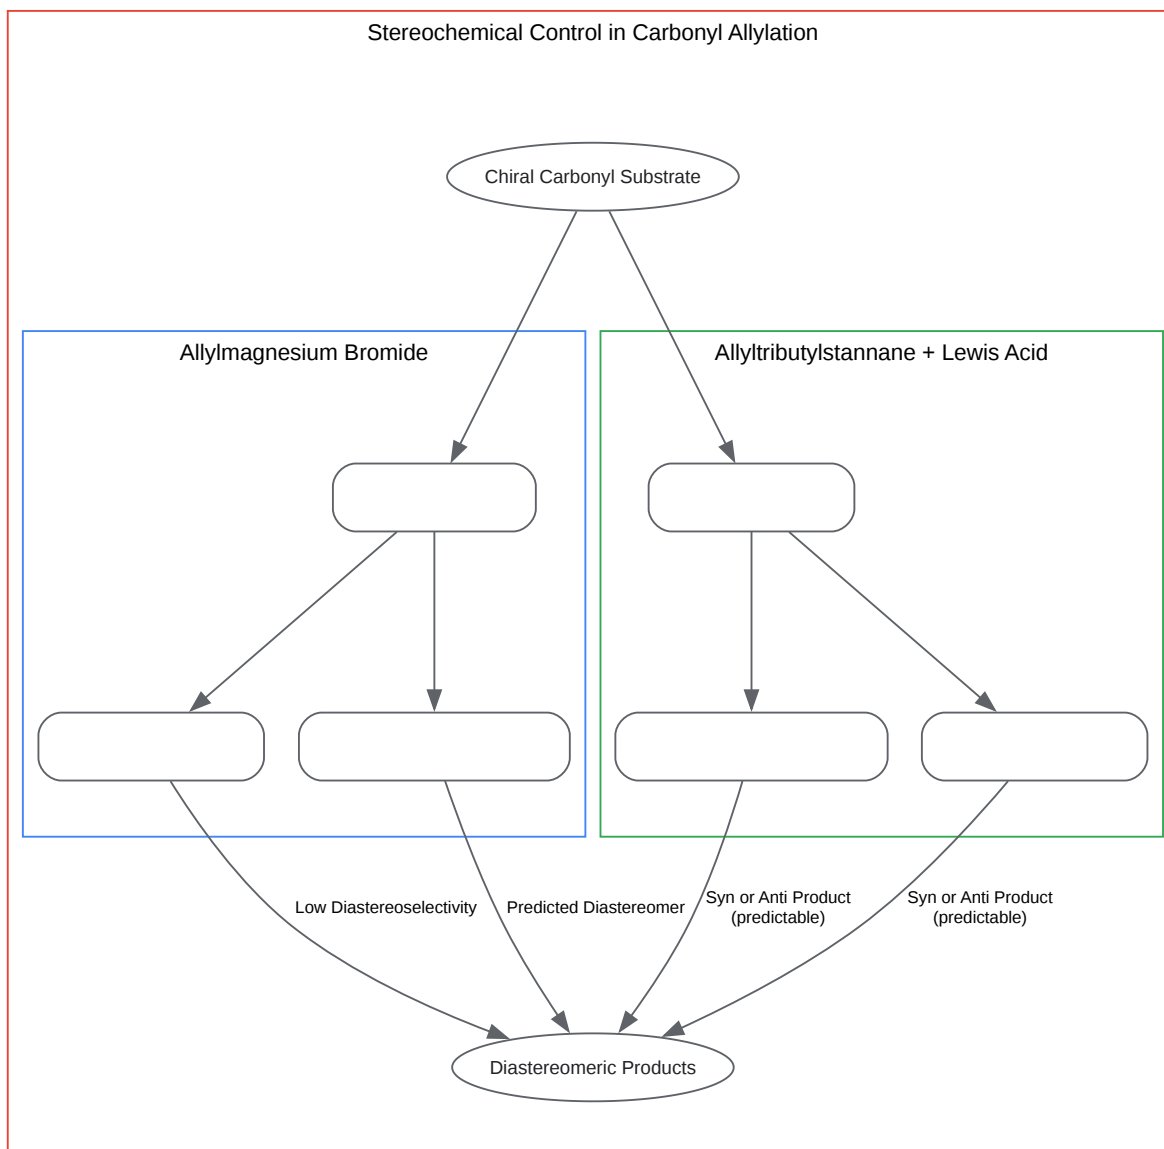 Stereochemical Control in Carbonyl Allylation
Chiral Carbonyl Substrate
Allylmagnesium Bromide
Allyltributylstannane + Lewis Acid
Low Diastereoselectivity
Predicted Diastereomer
Syn or Anti Product
(predictable)
Syn or Anti Product
(predictable)
Diastereomeric Products